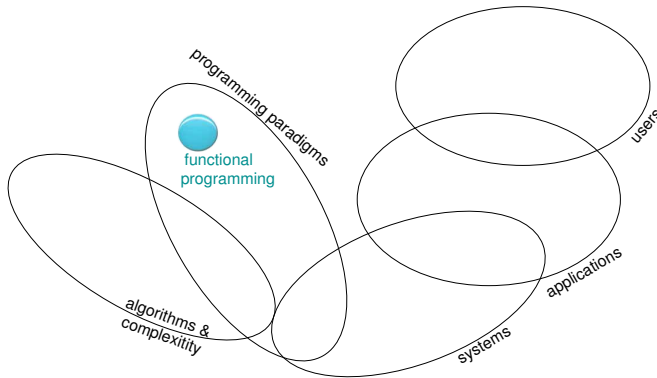 programming paradigms
users
functional
programming
applications
algorithms &
complexitity
systems